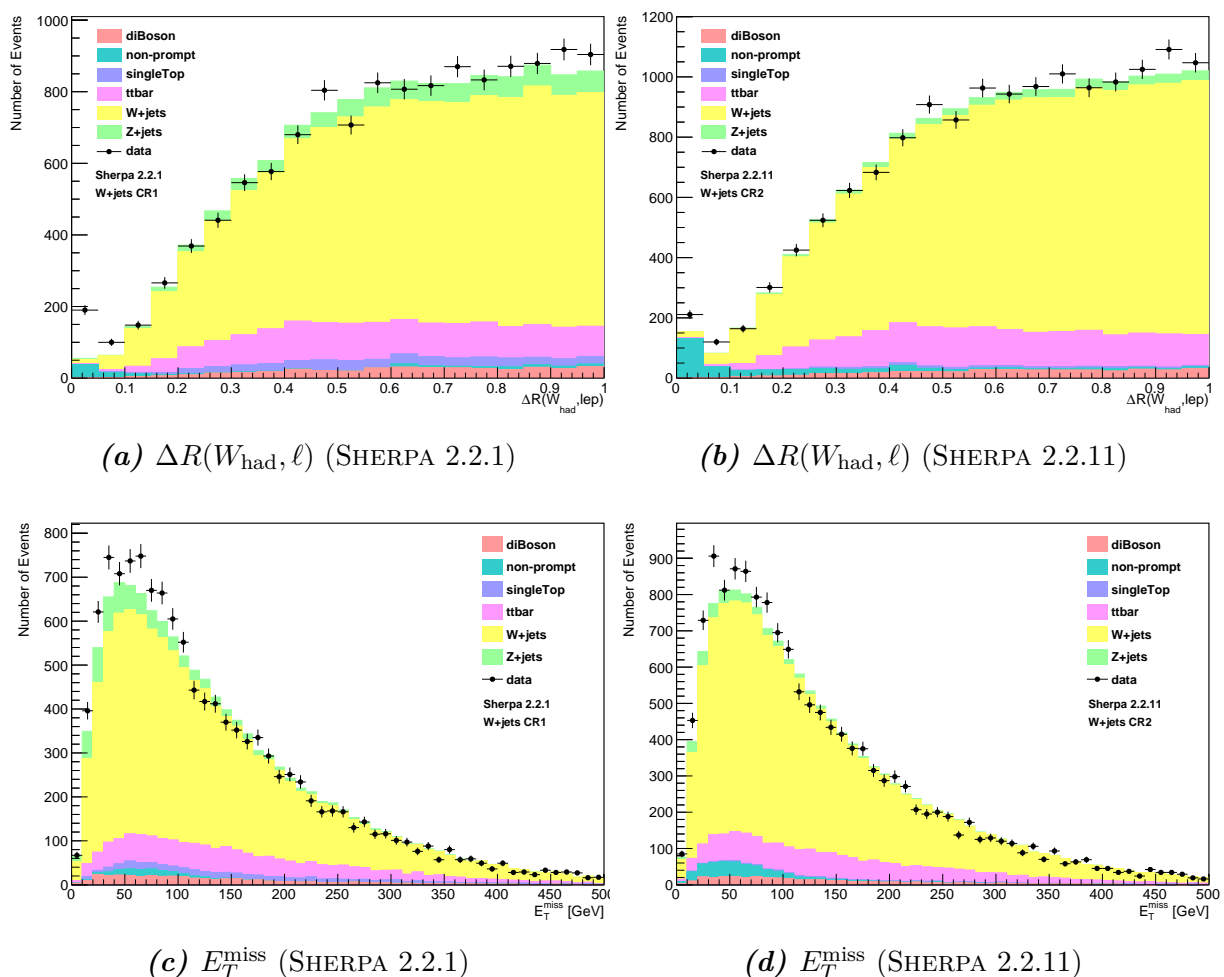 Number of Events
1000
800
600
400
200
0
0 0.1 0.2 0.3 0.4 0.5 0.6 0.7 0.8 0.9 1
ΔR(W_had,lep)
diBoson
non-prompt
singleTop
ttbar
W+jets
Z+jets
data
Sherpa 2.2.1
W+jets CR1
(a) ΔR(W_had, ℓ) (SHERPA 2.2.1)
Number of Events
1200
1000
800
600
400
200
0
0 0.1 0.2 0.3 0.4 0.5 0.6 0.7 0.8 0.9 1
ΔR(W_had,lep)
diBoson
non-prompt
singleTop
ttbar
W+jets
Z+jets
data
Sherpa 2.2.11
W+jets CR2
(b) ΔR(W_had, ℓ) (SHERPA 2.2.11)
Number of Events
800
700
600
500
400
300
200
100
0
0 50 100 150 200 250 300 350 400 450 500
E_T^miss [GeV]
diBoson
non-prompt
singleTop
ttbar
W+jets
Z+jets
data
Sherpa 2.2.1
W+jets CR1
(c) E_T^miss (SHERPA 2.2.1)
Number of Events
900
800
700
600
500
400
300
200
100
0
0 50 100 150 200 250 300 350 400 450 500
E_T^miss [GeV]
diBoson
non-prompt
singleTop
ttbar
W+jets
Z+jets
data
Sherpa 2.2.11
W+jets CR2
(d) E_T^miss (SHERPA 2.2.11)